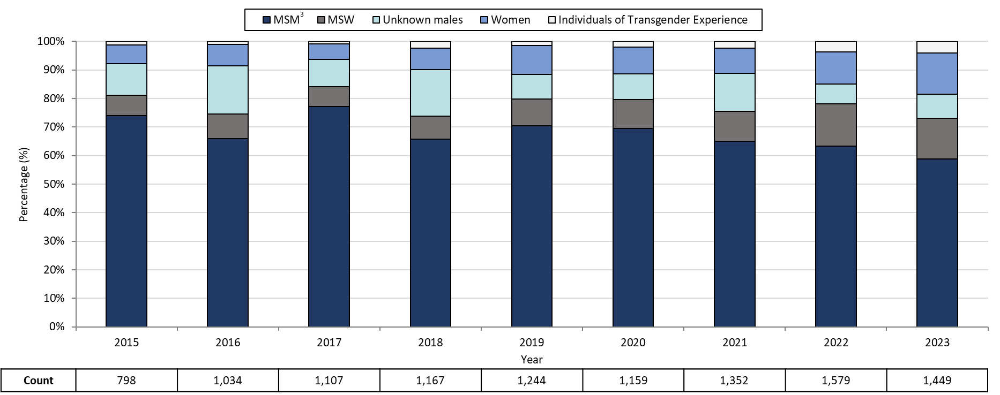 MSM³ MSW Unknown males Women Individuals of Transgender Experience
100%
90%
80%
70%
60%
50%
40%
30%
20%
10%
0%
Percentage (%)
2015 2016 2017 2018 2019 2020 2021 2022 2023
Year
Count 798 1,034 1,107 1,167 1,244 1,159 1,352 1,579 1,449